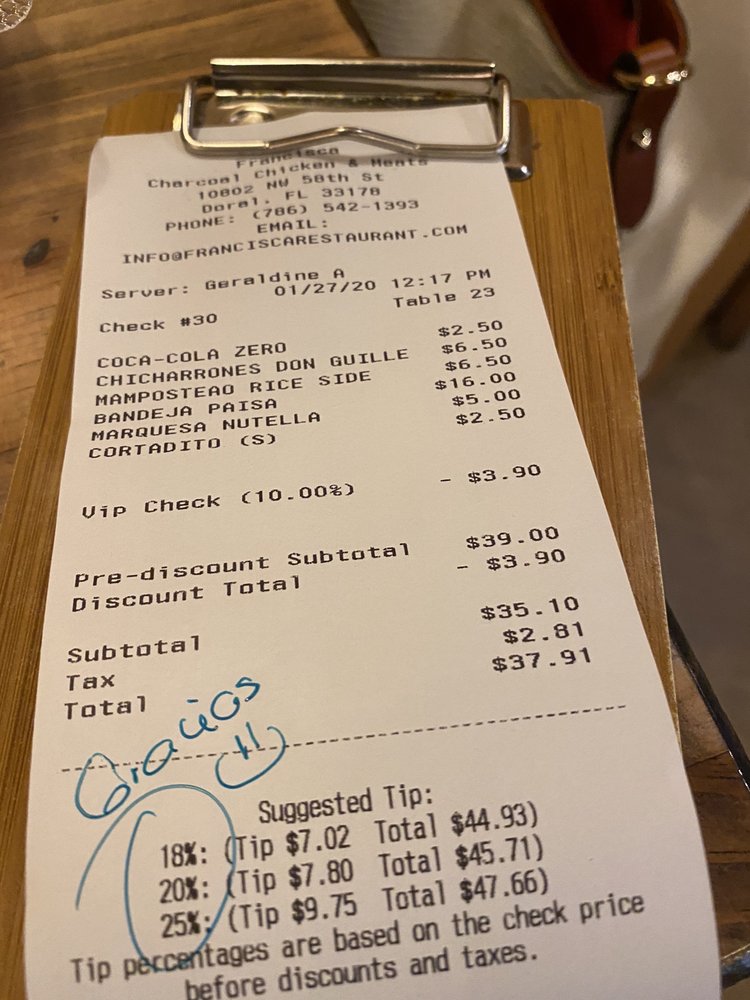 Francisca
Charcoal Chicken & Meats
10802 NW 58th St
Doral, FL 33178
PHONE: (786) 542-1393
EMAIL:
INFO@FRANCISCARESTAURANT.COM
Server: Geraldine A
01/27/20 12:17 PM
Check #30 Table 23
COCA-COLA ZERO $2.50
CHICHARRONES DON GUILLE $6.50
MAMPOSTEAO RICE SIDE $6.50
BANDEJA PAISA $16.00
MARQUESA NUTELLA $5.00
CORTADITO (S) $2.50
Vip Check (10.00%) - $3.90
Pre-discount Subtotal $39.00
Discount Total - $3.90
Subtotal $35.10
Tax $2.81
Total $37.91
Gracias
Suggested Tip:
18%: (Tip $7.02 Total $44.93)
20%: (Tip $7.80 Total $45.71)
25%: (Tip $9.75 Total $47.66)
Tip percentages are based on the check price
before discounts and taxes.